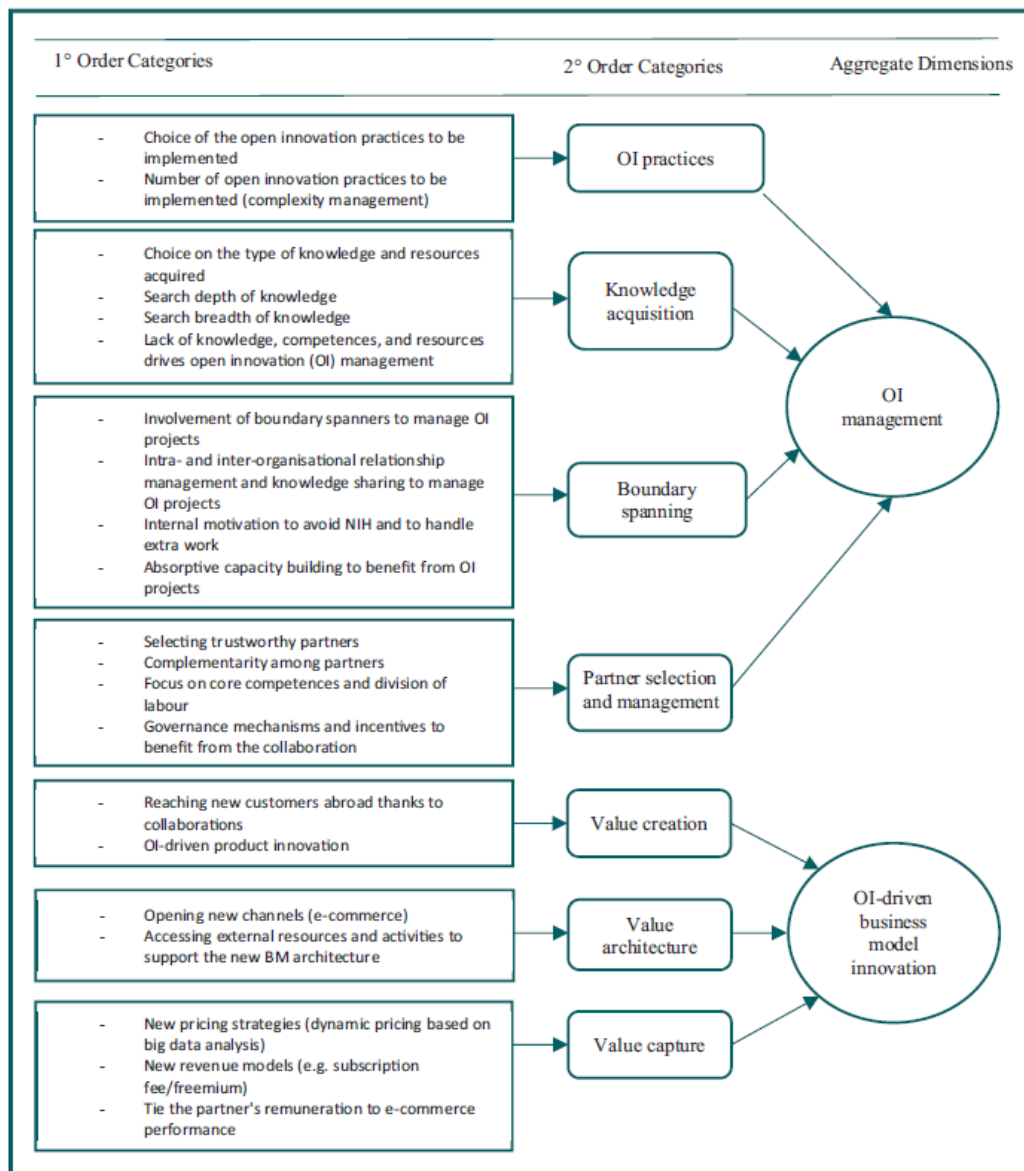 1° Order Categories
2° Order Categories
Aggregate Dimensions
- Choice of the open innovation practices to be
implemented
- Number of open innovation practices to be
implemented (complexity management)
OI practices
- Choice on the type of knowledge and resources
acquired
- Search depth of knowledge
- Search breadth of knowledge
- Lack of knowledge, competences, and resources
drives open innovation (OI) management
Knowledge
acquisition
- Involvement of boundary spanners to manage OI
projects
- Intra- and inter-organisational relationship
management and knowledge sharing to manage
OI projects
- Internal motivation to avoid NIH and to handle
extra work
- Absorptive capacity building to benefit from OI
projects
Boundary
spanning
- Selecting trustworthy partners
- Complementarity among partners
- Focus on core competences and division of
labour
- Governance mechanisms and incentives to
benefit from the collaboration
Partner selection
and management
OI
management
- Reaching new customers abroad thanks to
collaborations
- OI-driven product innovation
Value creation
- Opening new channels (e-commerce)
- Accessing external resources and activities to
support the new BM architecture
Value
architecture
- New pricing strategies (dynamic pricing based on
big data analysis)
- New revenue models (e.g. subscription
fee/freemium)
- Tie the partner's remuneration to e-commerce
performance
Value capture
OI-driven
business
model
innovation